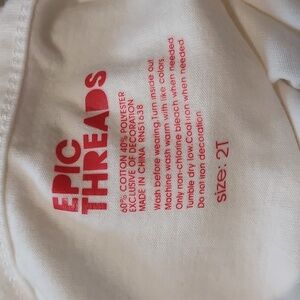 EPIC
THREADS
60% COTTON 40% POLYESTER
EXCLUSIVE OF DECORATION
MADE IN CHINA RN51638
Wash before wearing.Turn inside out.
Machine wash warm with like colors.
Only non-chlorine bleach when needed.
Tumble dry low.Cool iron when needed.
Do not iron decoration
size: 2T